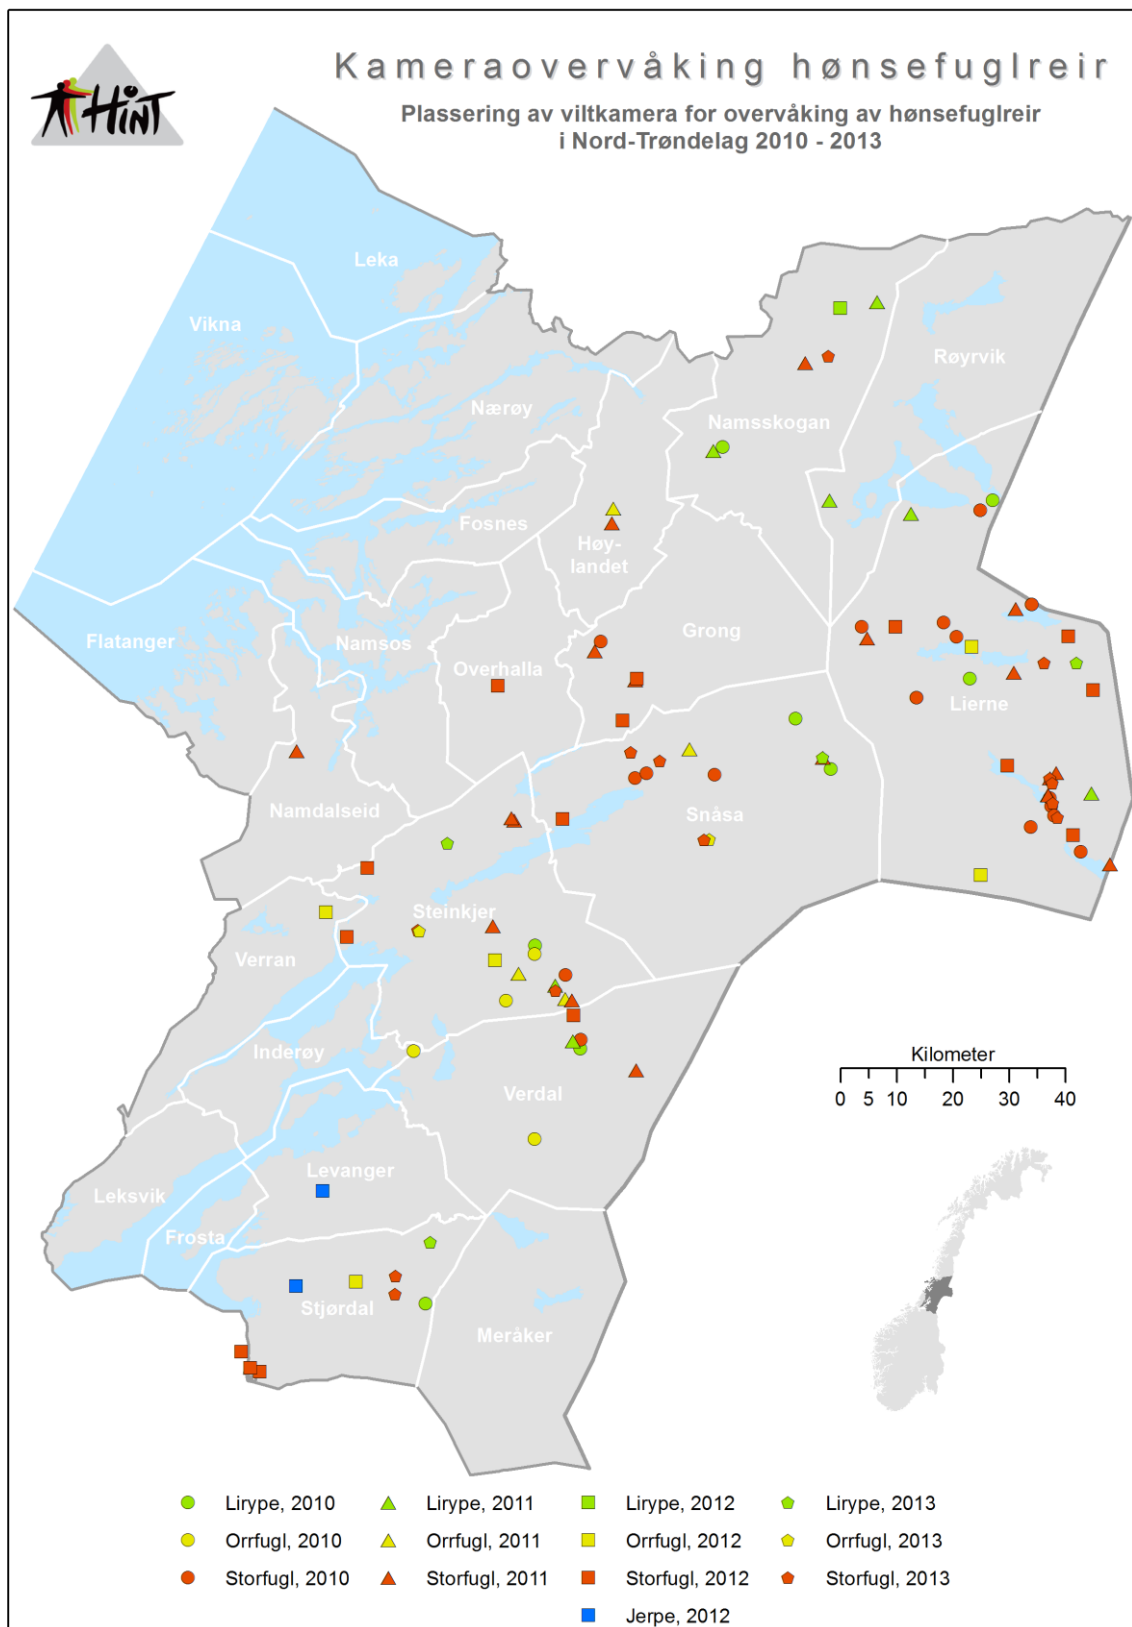 HiNT
Kameraovervåking hønsefuglreir
Plassering av viltkamera for overvåking av hønsefuglreir
i Nord-Trøndelag 2010 - 2013
Leka
Vikna
Røyrvik
Nærøy
Namsskogan
Fosnes
Høy-
landet
Grong
Flatanger
Namsos
Overhalla
Lierne
Namdalseid
Snåsa
Steinkjer
Verran
Inderøy
Kilometer
0 5 10 20 30 40
Verdal
Levanger
Leksvik
Frosta
Stjørdal
Meråker
Lirype, 2010 Lirype, 2011 Lirype, 2012 Lirype, 2013
Orrfugl, 2010 Orrfugl, 2011 Orrfugl, 2012 Orrfugl, 2013
Storfugl, 2010 Storfugl, 2011 Storfugl, 2012 Storfugl, 2013
Jerpe, 2012